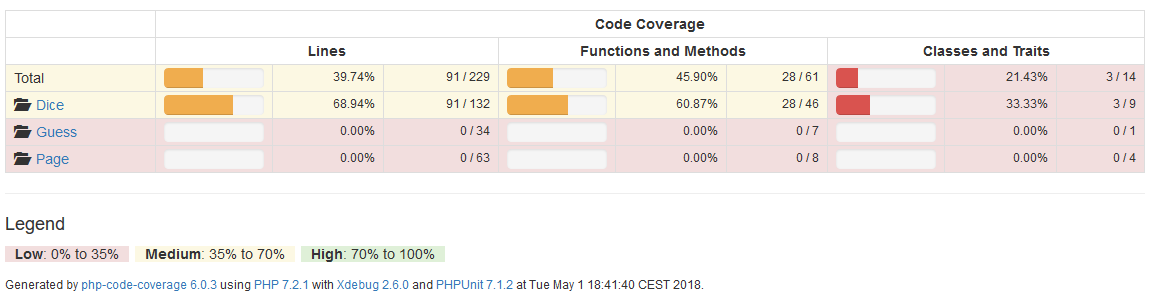 Code Coverage
Lines Functions and Methods Classes and Traits
Total 39.74% 91 / 229 45.90% 28 / 61 21.43% 3 / 14
Dice 68.94% 91 / 132 60.87% 28 / 46 33.33% 3 / 9
Guess 0.00% 0 / 34 0.00% 0 / 7 0.00% 0 / 1
Page 0.00% 0 / 63 0.00% 0 / 8 0.00% 0 / 4
Legend
Low: 0% to 35% Medium: 35% to 70% High: 70% to 100%
Generated by php-code-coverage 6.0.3 using PHP 7.2.1 with Xdebug 2.6.0 and PHPUnit 7.1.2 at Tue May 1 18:41:40 CEST 2018.